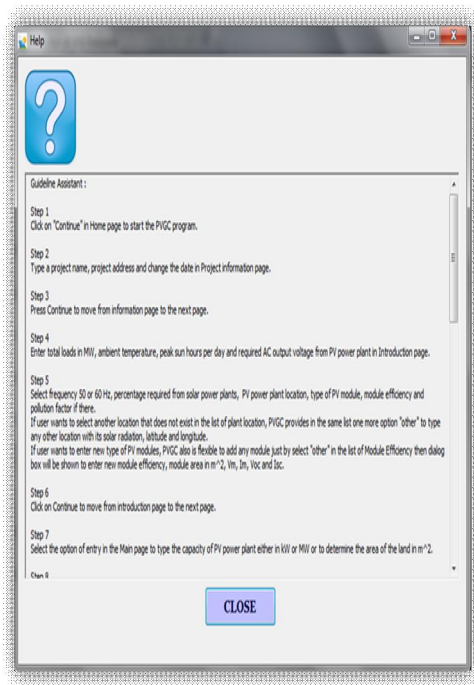 Help
Guideline Assistant :
Step 1
Click on "Continue" in Home page to start the PVGC program.
Step 2
Type a project name, project address and change the date in Project information page.
Step 3
Press Continue to move from information page to the next page.
Step 4
Enter total loads in MW, ambient temperature, peak sun hours per day and required AC output voltage from PV power plant in Introduction page.
Step 5
Select frequency 50 or 60 Hz, percentage required from solar power plants, PV power plant location, type of PV module, module efficiency and
pollution factor if there.
If user wants to select another location that does not exist in the list of plant location, PVGC provides in the same list one more option "other" to type
any other location with its solar radiation, latitude and longitude.
If user wants to enter new type of PV modules, PVGC also is flexible to add any module just by select "other" in the list of Module Efficiency then dialog
box will be shown to enter new module efficiency, module area in m^2, Vm, Im, Voc and Isc.
Step 6
Click on Continue to move from introduction page to the next page.
Step 7
Select the option of entry in the Main page to type the capacity of PV power plant either in kW or MW or to determine the area of the land in m^2.
Step 8
CLOSE